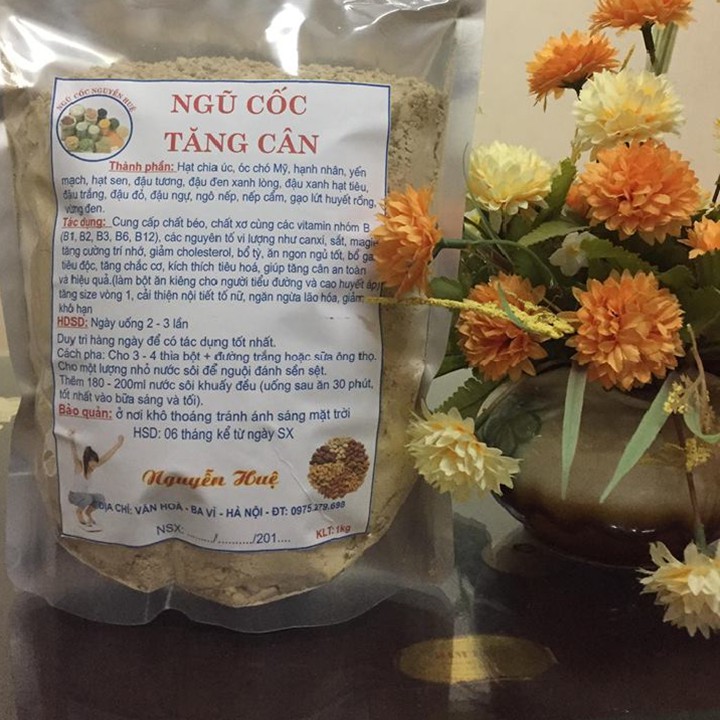 NGŨ CỐC NGUYỄN HUỆ
NGŨ CỐC
TĂNG CÂN
Thành phần: Hạt chia úc, óc chó Mỹ, hạnh nhân, yến
mạch, hạt sen, đậu tương, đậu đen xanh lòng, đậu xanh hạt tiêu,
đậu trắng, đậu đỏ, đậu ngự, ngô nếp, nếp cẩm, gạo lứt huyết rồng,
vừng đen.
Tác dụng: Cung cấp chất béo, chất xơ cùng các vitamin nhóm B
(B1, B2, B3, B6, B12), các nguyên tố vi lượng như canxi, sắt, magie
tăng cường trí nhớ, giảm cholesterol, bổ tỳ, ăn ngon ngủ tốt, bổ ga
tiêu độc, tăng chắc cơ, kích thích tiêu hoá, giúp tăng cân an toàn
và hiệu quả.(làm bột ăn kiêng cho người tiểu đường và cao huyết áp)
tăng size vòng 1, cải thiện nội tiết tố nữ, ngăn ngừa lão hóa, giảm
khô hạn
HDSD: Ngày uống 2 - 3 lần
Duy trì hàng ngày để có tác dụng tốt nhất.
Cách pha: Cho 3 - 4 thìa bột + đường trắng hoặc sữa ông thọ.
Cho một lượng nhỏ nước sôi để nguội đánh sền sệt.
Thêm 180 - 200ml nước sôi khuấy đều (uống sau ăn 30 phút,
tốt nhất vào bữa sáng và tối).
Bảo quản: ở nơi khô thoáng tránh ánh sáng mặt trời
HSD: 06 tháng kể từ ngày SX
Nguyễn Huệ
ĐỊA CHỈ: VÂN HOÀ - BA VÌ - HÀ NỘI - ĐT: 0975.279.699
NSX:......../........../201.... KLT: 1kg